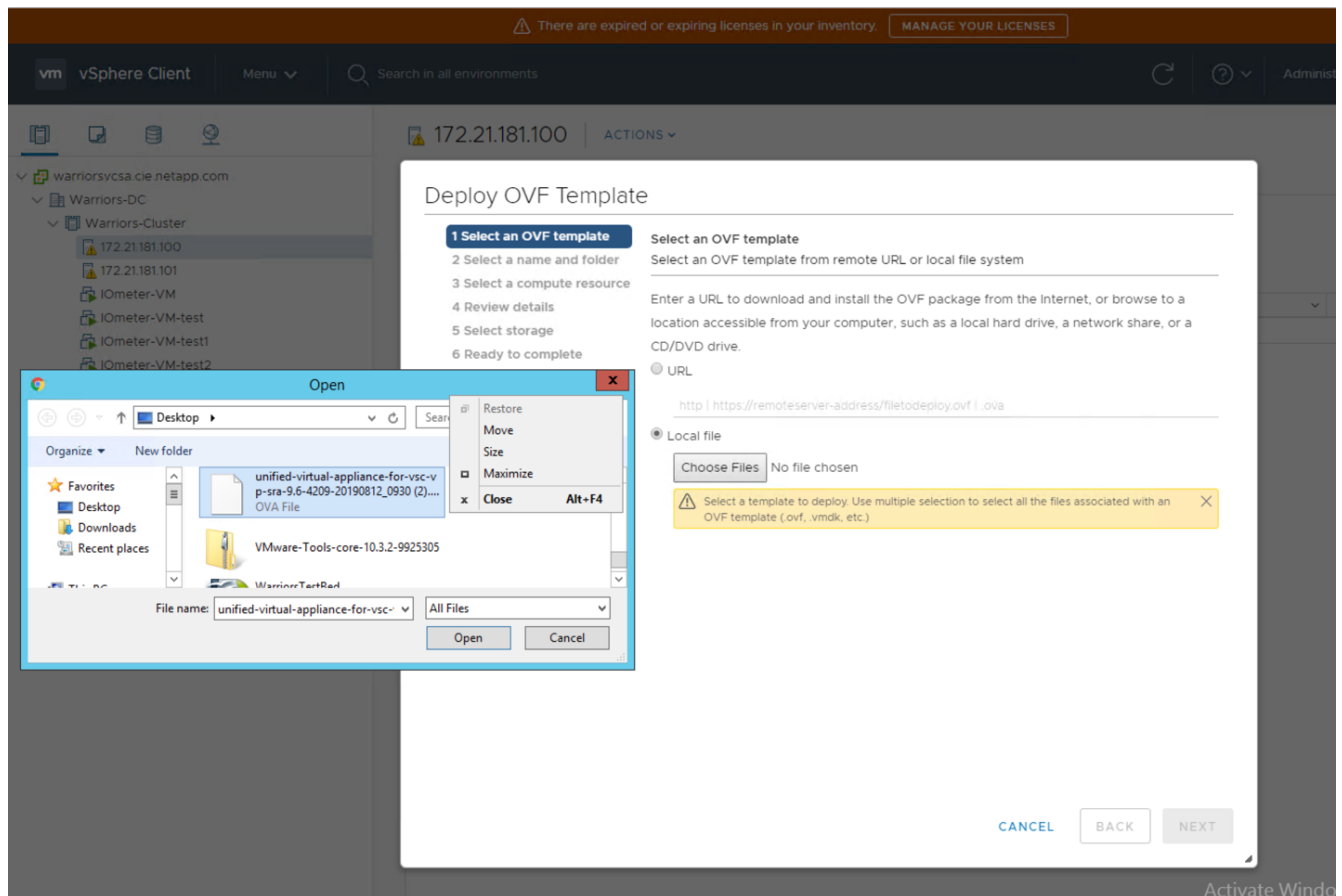 There are expired or expiring licenses in your inventory. MANAGE YOUR LICENSES
vm vSphere Client Menu Search in all environments Administ
172.21.181.100 ACTIONS
warriorsvcsa.cie.netapp.com
Warriors-DC
Warriors-Cluster
172.21.181.100
172.21.181.101
IOmeter-VM
IOmeter-VM-test
IOmeter-VM-test1
IOmeter-VM-test2
Deploy OVF Template
1 Select an OVF template
2 Select a name and folder
3 Select a compute resource
4 Review details
5 Select storage
6 Ready to complete
Select an OVF template
Select an OVF template from remote URL or local file system
Enter a URL to download and install the OVF package from the Internet, or browse to a
location accessible from your computer, such as a local hard drive, a network share, or a
CD/DVD drive.
URL
http | https://remoteserver-address/filetodeploy.ovf | .ova
Local file
Choose Files No file chosen
Select a template to deploy. Use multiple selection to select all the files associated with an
OVF template (.ovf, .vmdk, etc.)
CANCEL BACK NEXT
Open x
Desktop Sear
Organize New folder
Favorites
Desktop
Downloads
Recent places
unified-virtual-appliance-for-vsc-v
p-sra-9.6-4209-20190812_0930 (2)....
OVA File
VMware-Tools-core-10.3.2-9925305
WarriorsTestBed
Restore
Move
Size
Maximize
x Close Alt+F4
File name: unified-virtual-appliance-for-vsc- All Files
Open Cancel
Activate Windo